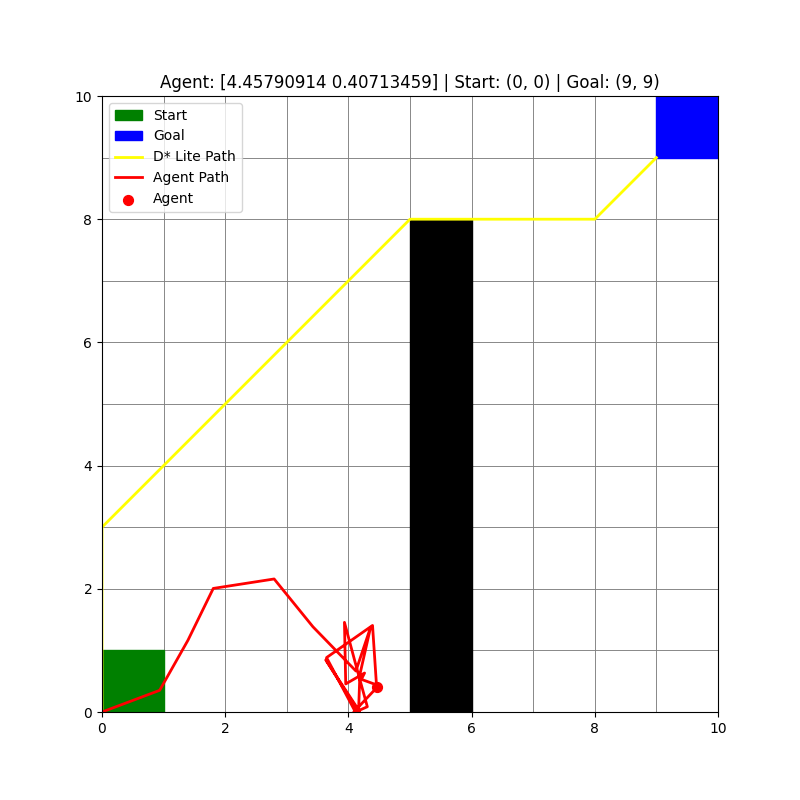 Agent: [4.45790914 0.40713459] | Start: (0, 0) | Goal: (9, 9)
10
Start
Goal
D* Lite Path
Agent Path
Agent
8
6
4
2
0
0 2 4 6 8 10